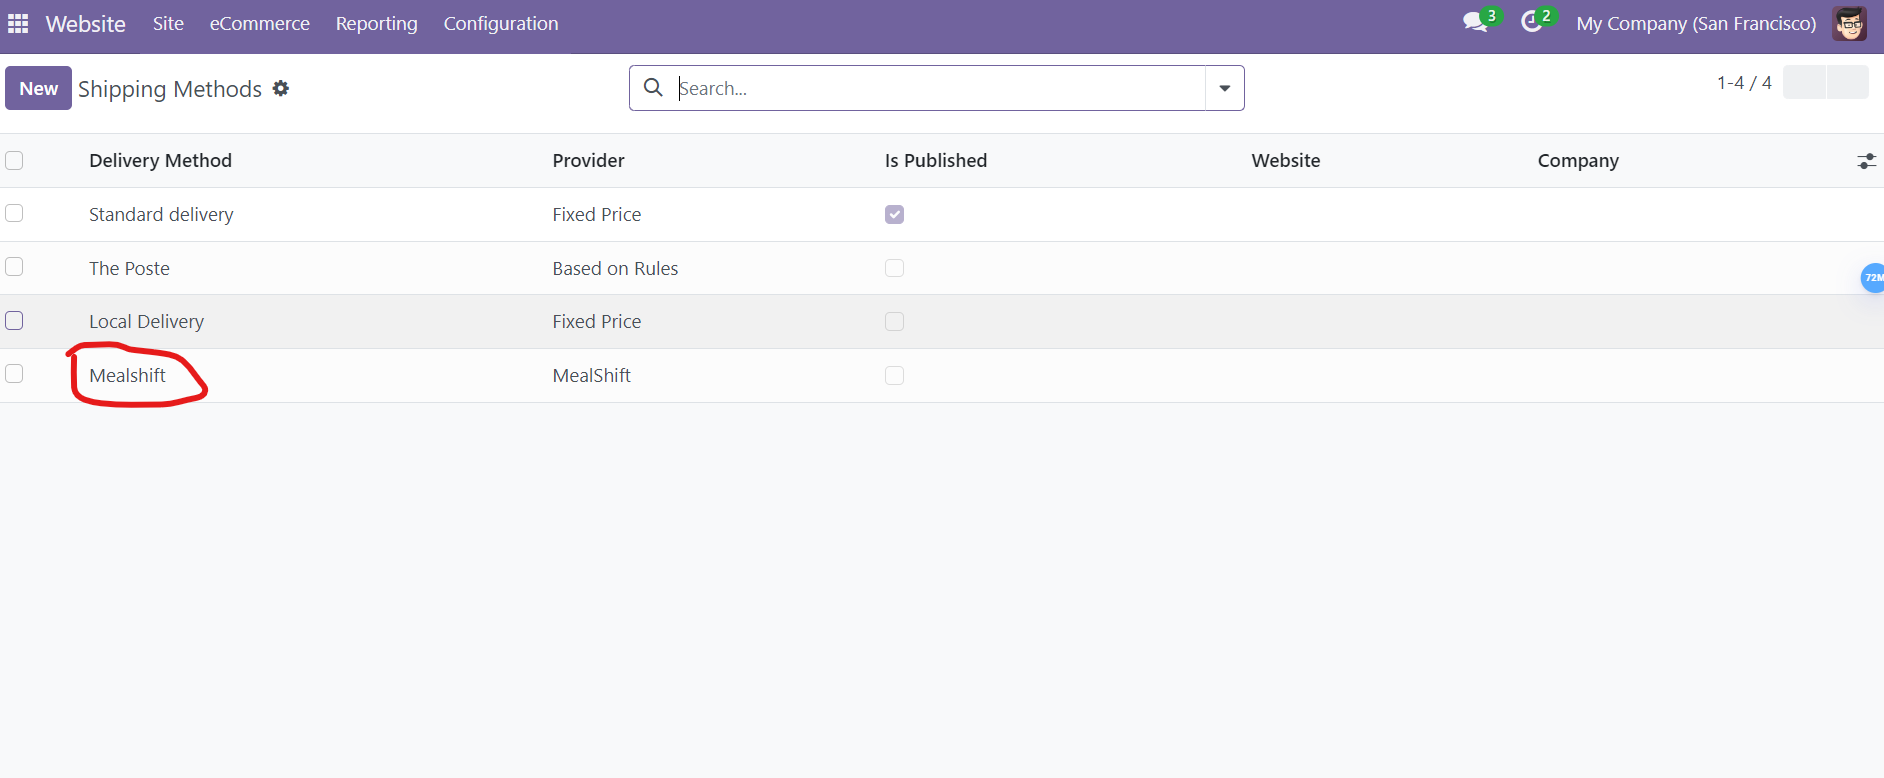 Website Site eCommerce Reporting Configuration 3 2 My Company (San Francisco)
New Shipping Methods Search... 1-4 / 4
Delivery Method Provider Is Published Website Company
Standard delivery Fixed Price
The Poste Based on Rules
72M
Local Delivery Fixed Price
Mealshift MealShift